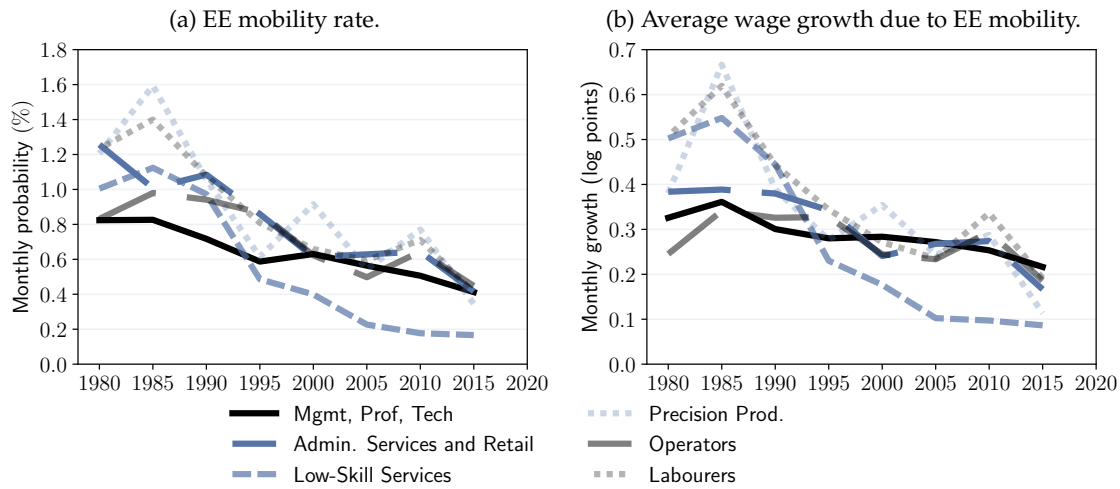 (a) EE mobility rate.
(b) Average wage growth due to EE mobility.
Monthly probability (%)
1.8
1.6
1.4
1.2
1.0
0.8
0.6
0.4
0.2
0.0
1980 1985 1990 1995 2000 2005 2010 2015 2020
Monthly growth (log points)
0.7
0.6
0.5
0.4
0.3
0.2
0.1
0.0
1980 1985 1990 1995 2000 2005 2010 2015 2020
Mgmt, Prof, Tech
Admin. Services and Retail
Low-Skill Services
Precision Prod.
Operators
Labourers